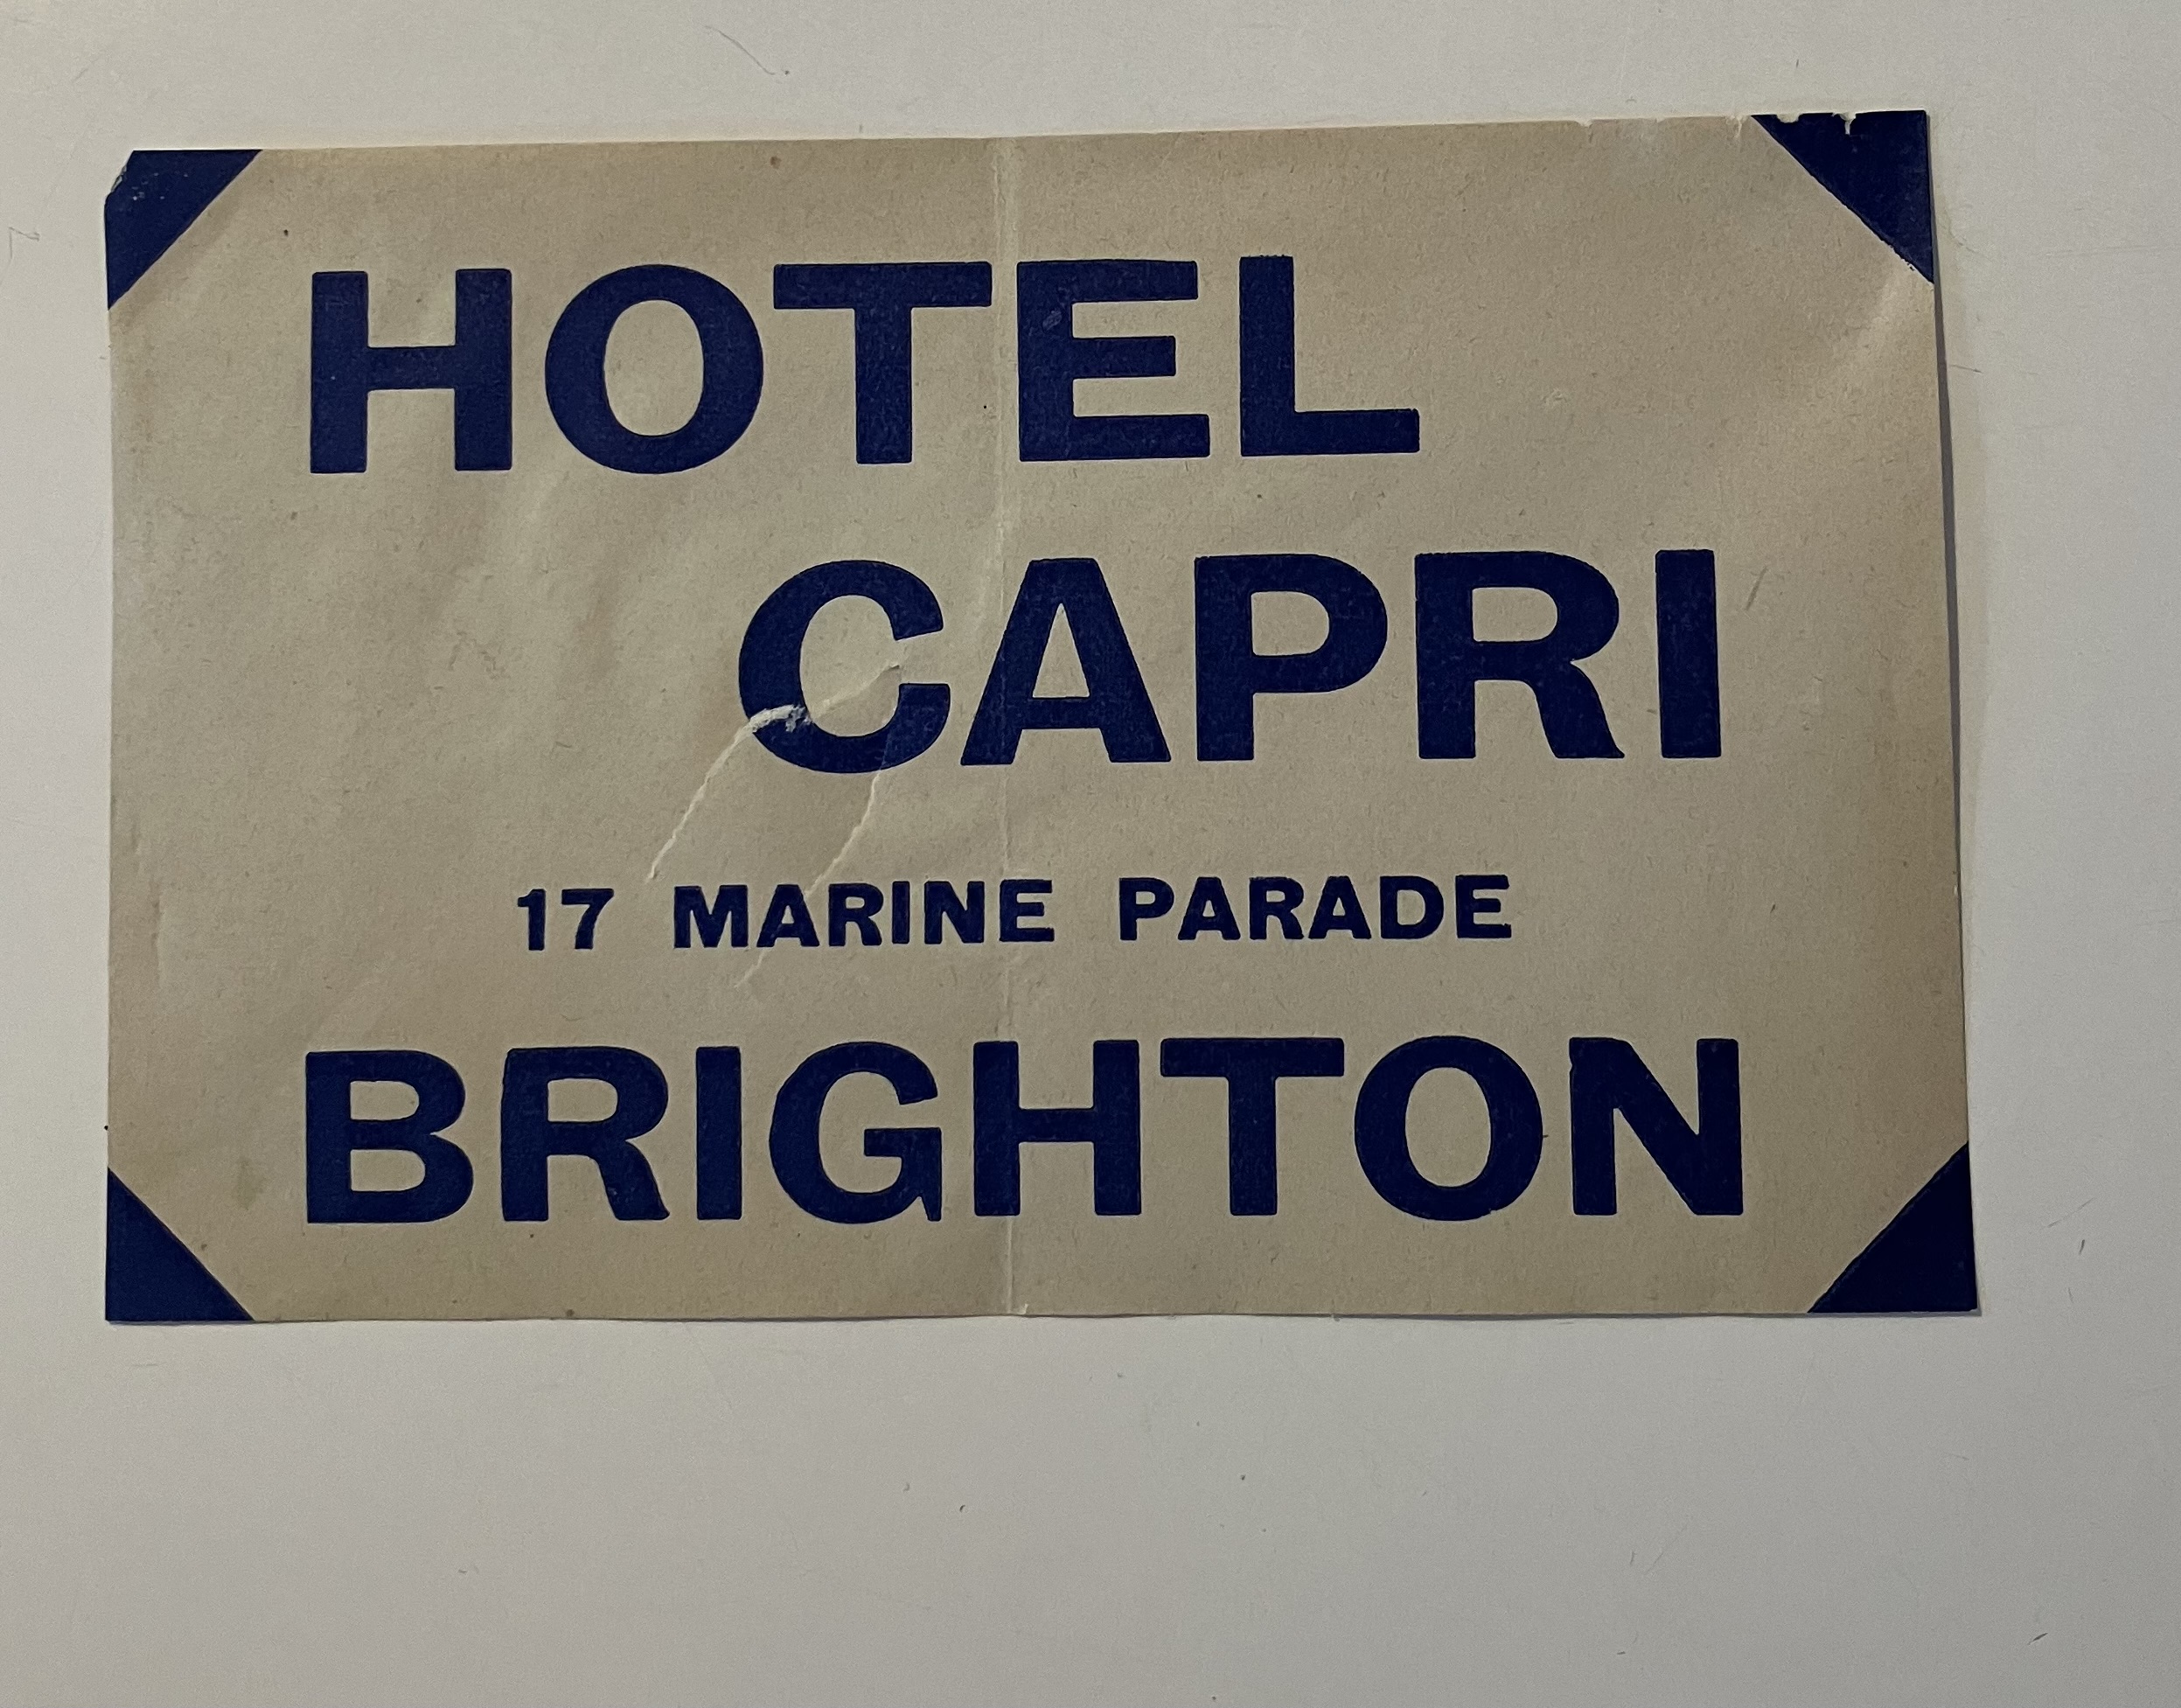 HOTEL
CAPRI
17 MARINE PARADE
BRIGHTON